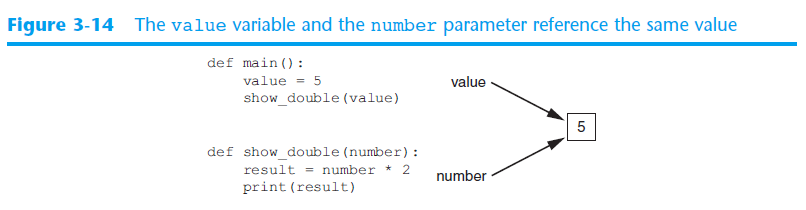 Figure 3-14 The value variable and the number parameter reference the same value
def main():
value = 5
show_double(value)
value
5
def show_double(number):
result = number * 2
print(result)
number